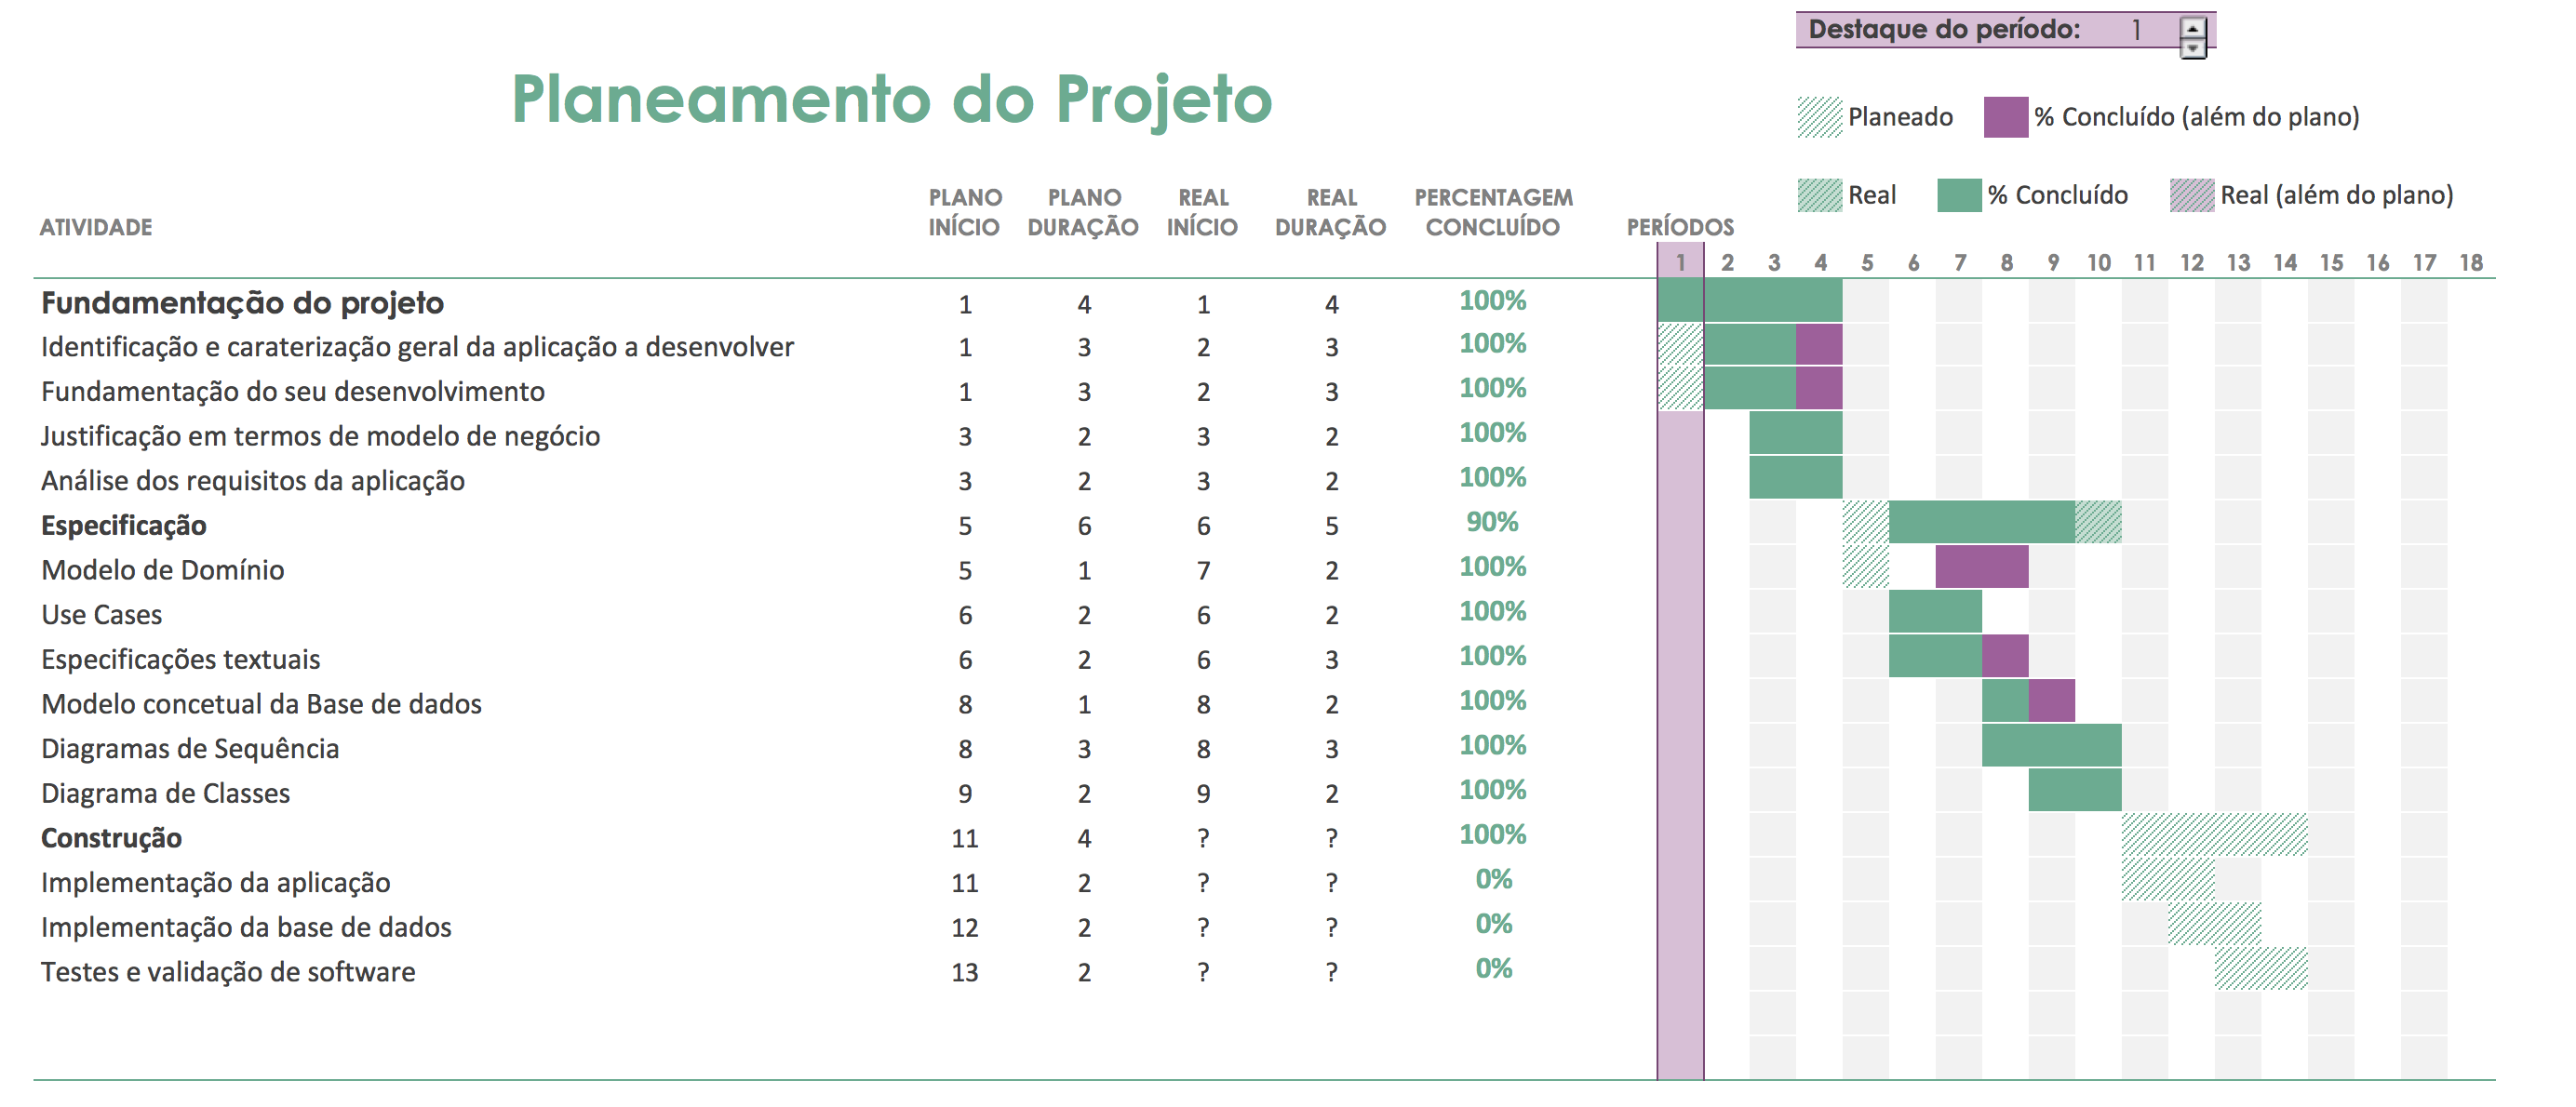 Destaque do período: 1
Planeamento do Projeto
Planeado % Concluído (além do plano)
Real % Concluído Real (além do plano)
ATIVIDADE PLANO INÍCIO PLANO DURAÇÃO REAL INÍCIO REAL DURAÇÃO PERCENTAGEM CONCLUÍDO PERÍODOS
1 2 3 4 5 6 7 8 9 10 11 12 13 14 15 16 17 18
Fundamentação do projeto 1 4 1 4 100%
Identificação e caraterização geral da aplicação a desenvolver 1 3 2 3 100%
Fundamentação do seu desenvolvimento 1 3 2 3 100%
Justificação em termos de modelo de negócio 3 2 3 2 100%
Análise dos requisitos da aplicação 3 2 3 2 100%
Especificação 5 6 6 5 90%
Modelo de Domínio 5 1 7 2 100%
Use Cases 6 2 6 2 100%
Especificações textuais 6 2 6 3 100%
Modelo concetual da Base de dados 8 1 8 2 100%
Diagramas de Sequência 8 3 8 3 100%
Diagrama de Classes 9 2 9 2 100%
Construção 11 4 ? ? 100%
Implementação da aplicação 11 2 ? ? 0%
Implementação da base de dados 12 2 ? ? 0%
Testes e validação de software 13 2 ? ? 0%